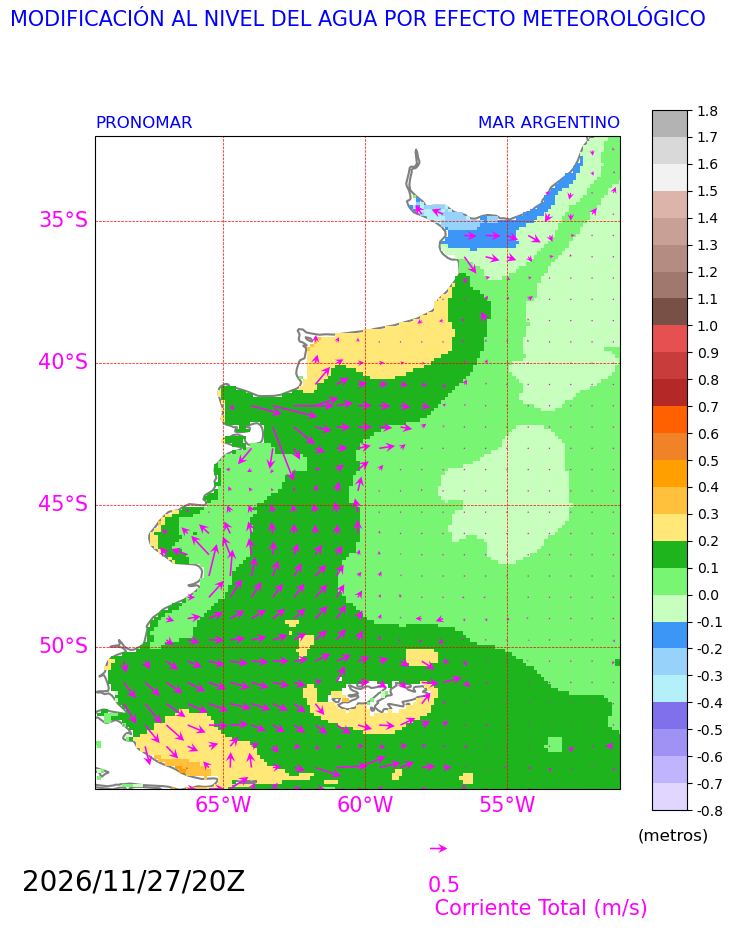 MODIFICACIÓN AL NIVEL DEL AGUA POR EFECTO METEOROLÓGICO
PRONOMAR
MAR ARGENTINO
35°S
40°S
45°S
50°S
65°W
60°W
55°W
1.8
1.7
1.6
1.5
1.4
1.3
1.2
1.1
1.0
0.9
0.8
0.7
0.6
0.5
0.4
0.3
0.2
0.1
0.0
-0.1
-0.2
-0.3
-0.4
-0.5
-0.6
-0.7
-0.8
(metros)
2026/11/27/20Z
0.5
Corriente Total (m/s)